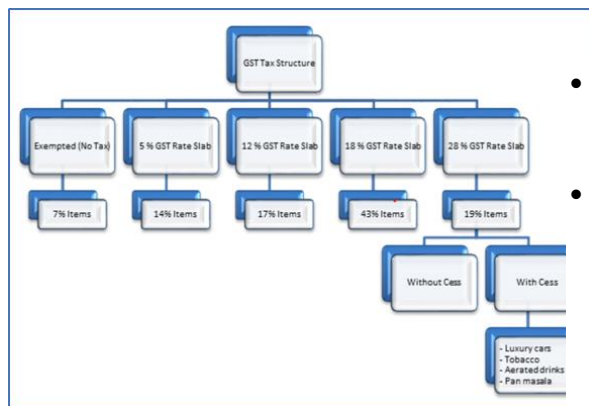 GST Tax Structure
Exempted (No Tax)
5 % GST Rate Slab
12 % GST Rate Slab
18 % GST Rate Slab
28 % GST Rate Slab
7% Items
14% Items
17% Items
43% Items
19% Items
Without Cess
With Cess
- Luxury cars
- Tobacco
- Aerated drinks
- Pan masala